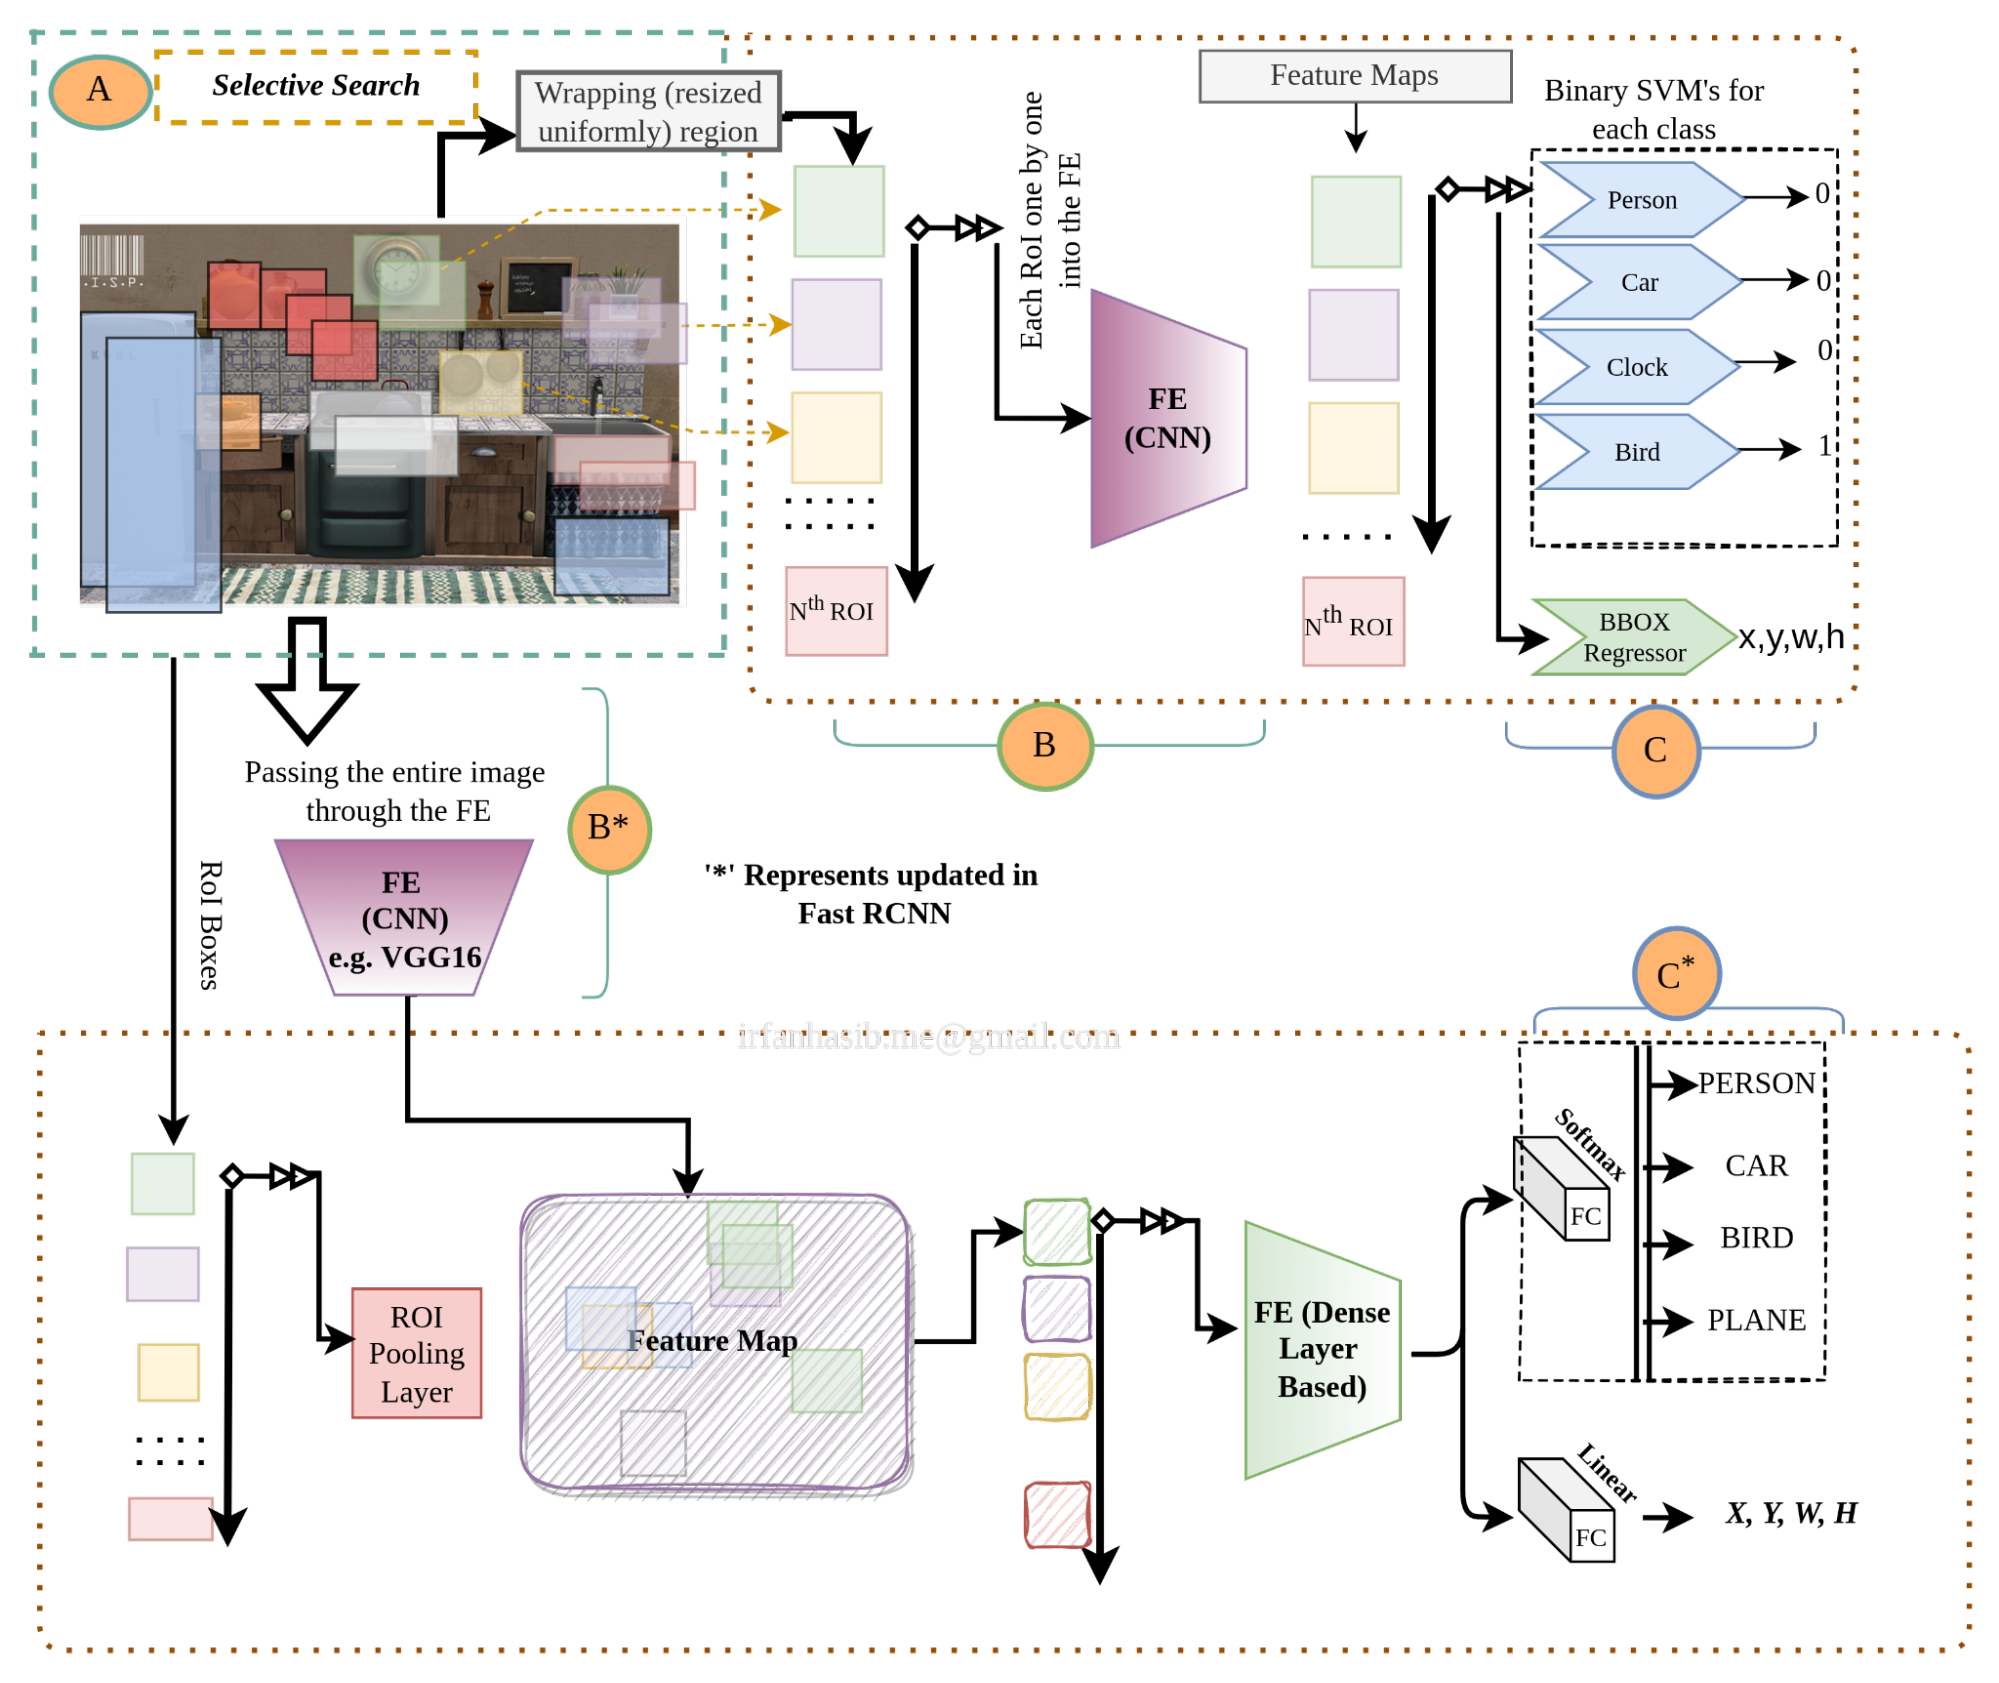 A
Selective Search
Wrapping (resized
uniformly) region
.I.S.P.
Each RoI one by one
into the FE
FE
(CNN)
N^th ROI
Feature Maps
N^th ROI
Binary SVM's for
each class
Person
0
Car
0
Clock
0
Bird
1
BBOX
Regressor
x,y,w,h
B
C
Passing the entire image
through the FE
B*
FE
(CNN)
e.g. VGG16
RoI Boxes
'*' Represents updated in
Fast RCNN
C*
irfanhasib.me@gmail.com
ROI
Pooling
Layer
Feature Map
FE (Dense
Layer
Based)
Softmax
FC
PERSON
CAR
BIRD
PLANE
Linear
FC
X, Y, W, H